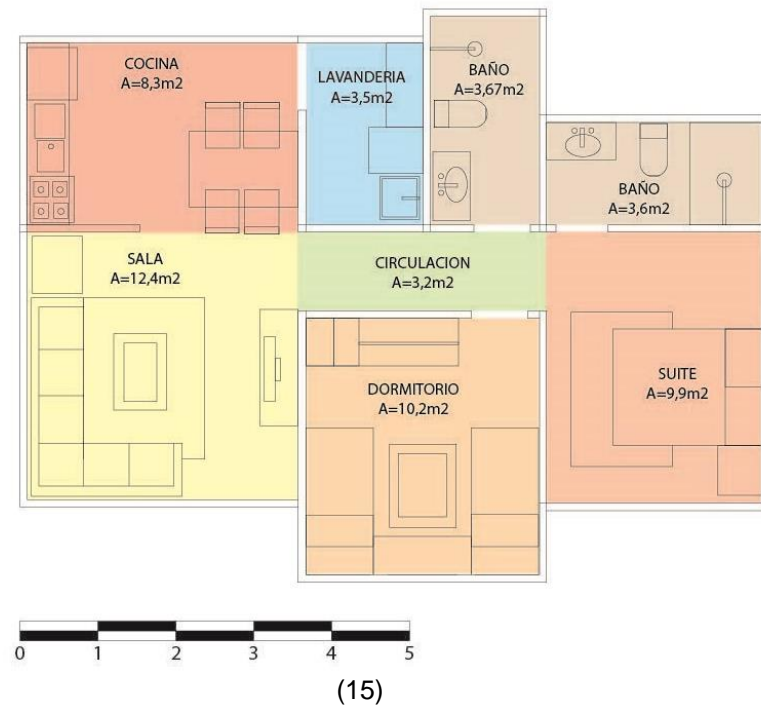 COCINA
A=8,3m2
LAVANDERIA
A=3,5m2
BAÑO
A=3,67m2
BAÑO
A=3,6m2
SALA
A=12,4m2
CIRCULACION
A=3,2m2
DORMITORIO
A=10,2m2
SUITE
A=9,9m2
0 1 2 3 4 5
(15)